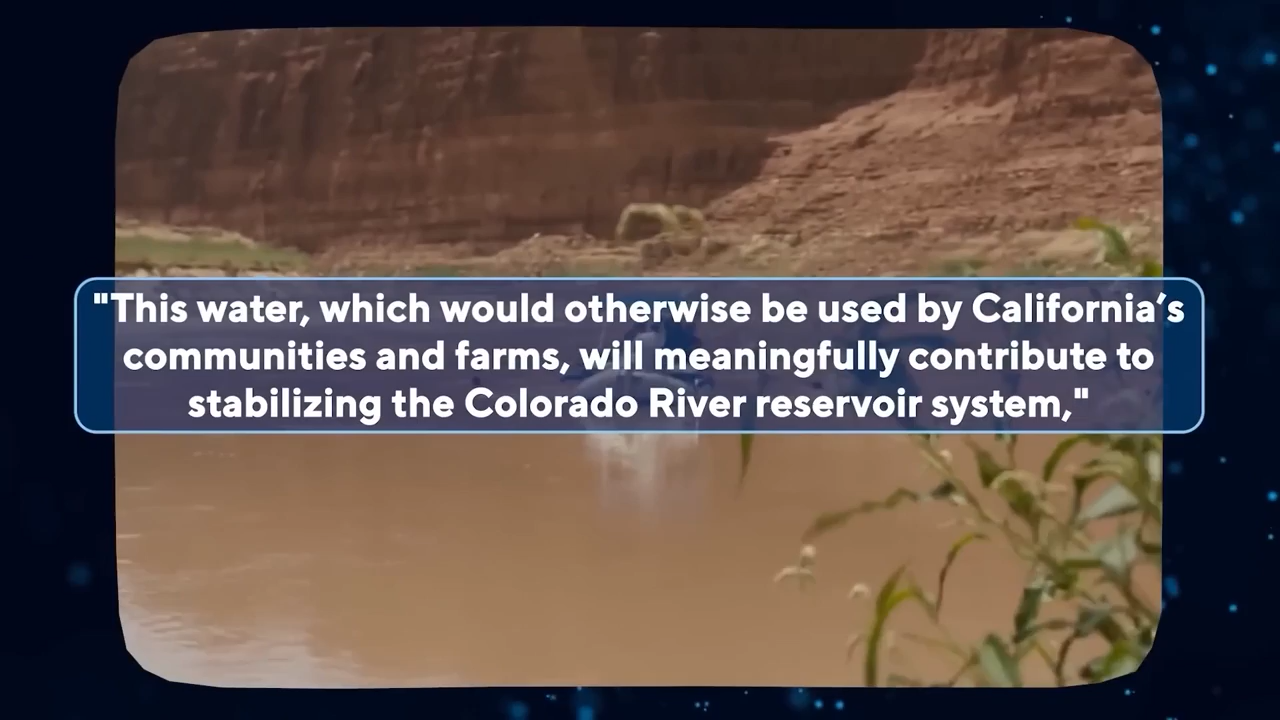 "This water, which would otherwise be used by California’s
communities and farms, will meaningfully contribute to
stabilizing the Colorado River reservoir system,"